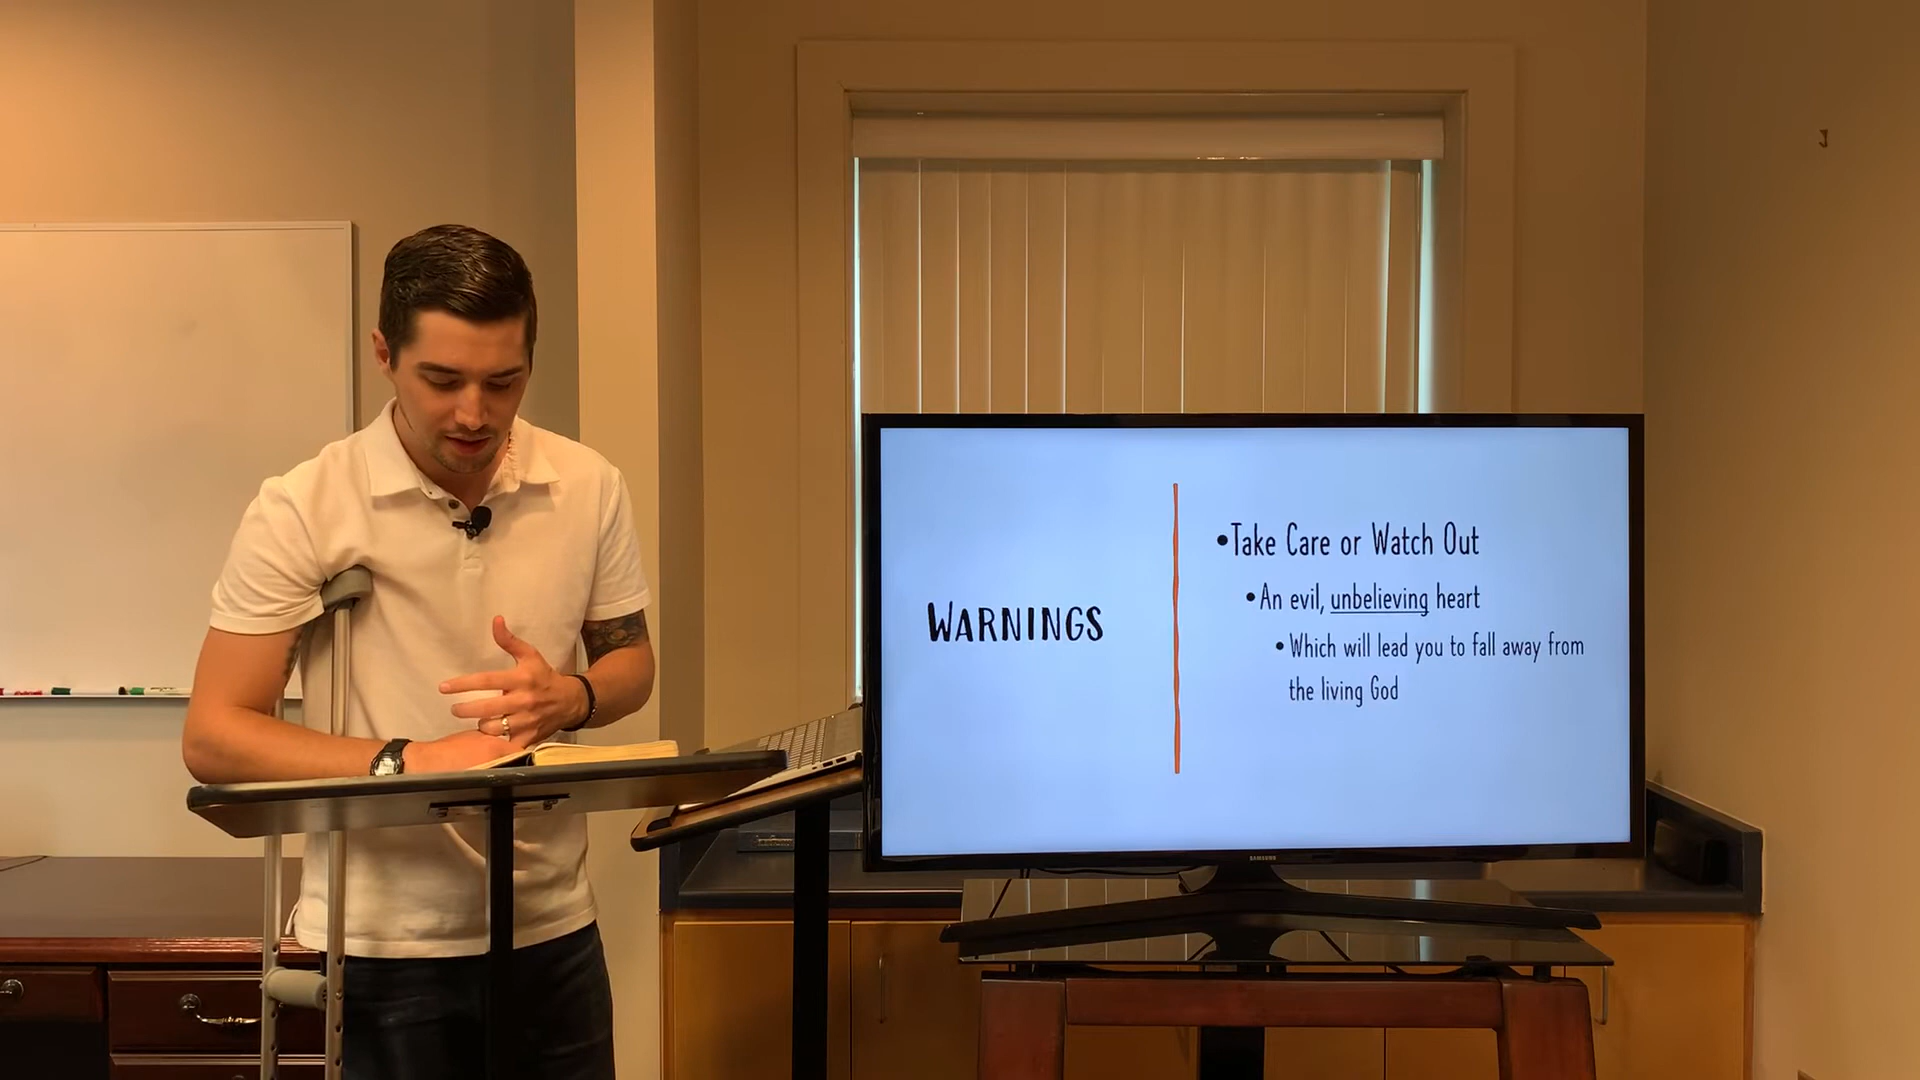 WARNINGS
•Take Care or Watch Out
•An evil, unbelieving heart
•Which will lead you to fall away from
the living God
SAMSUNG